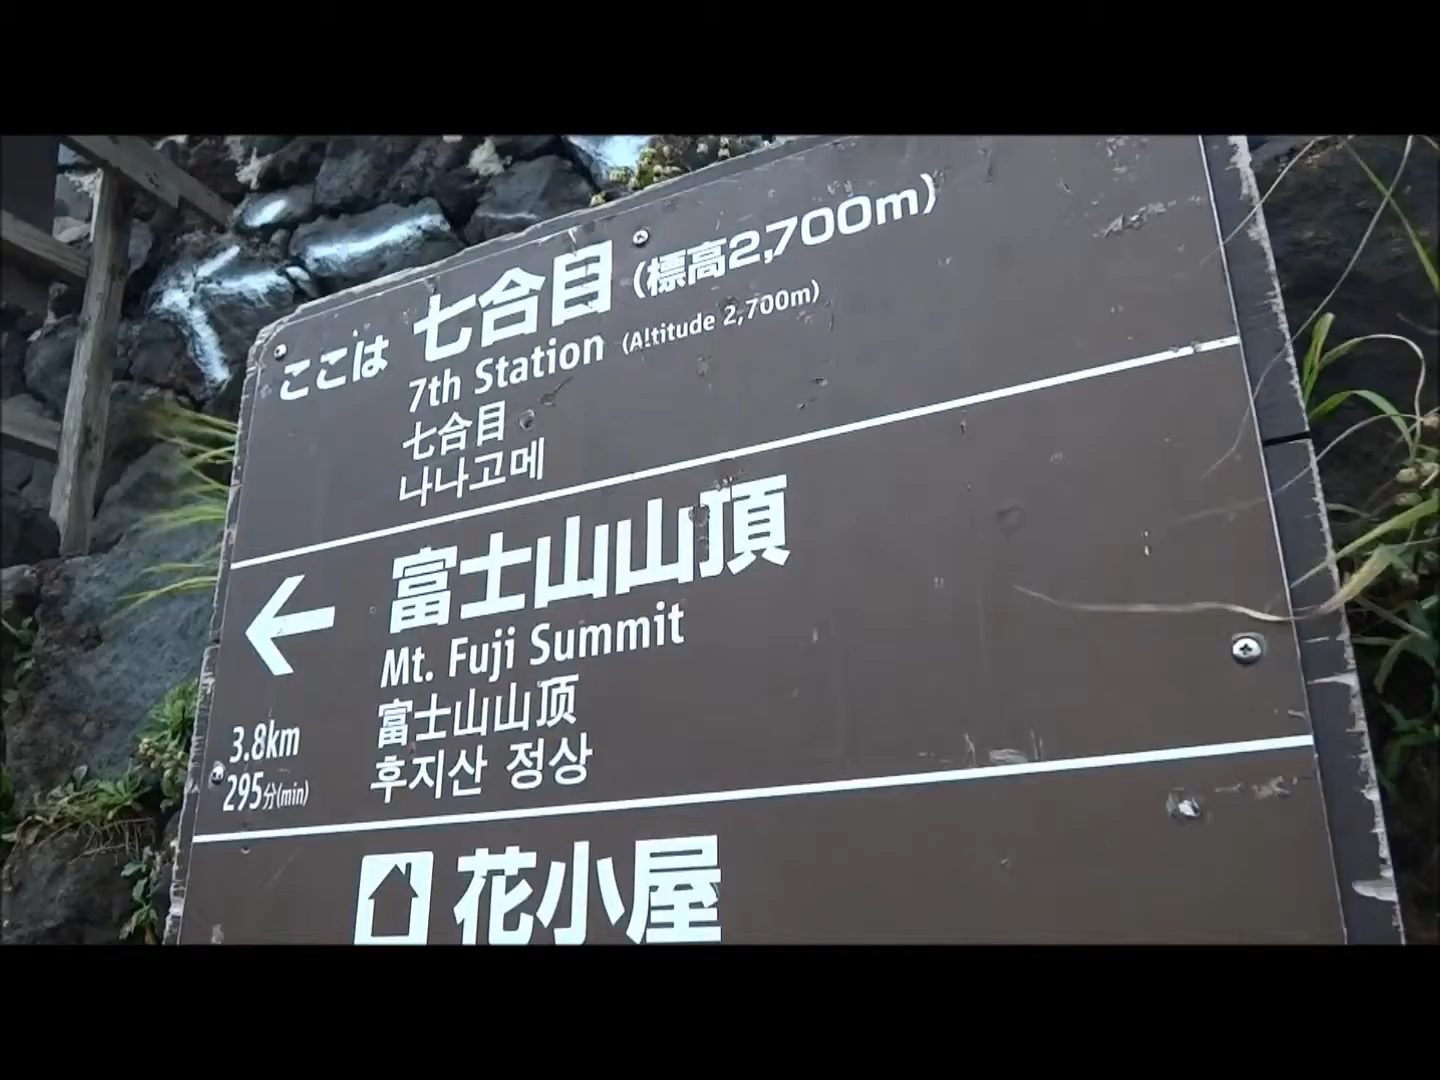 ここは 七合目 (標高2,700m)
7th Station (Altitude 2,700m)
七合目
나나고메
← 富士山山頂
Mt. Fuji Summit
富士山山顶
후지산 정상
3.8km
295分(min)
花小屋